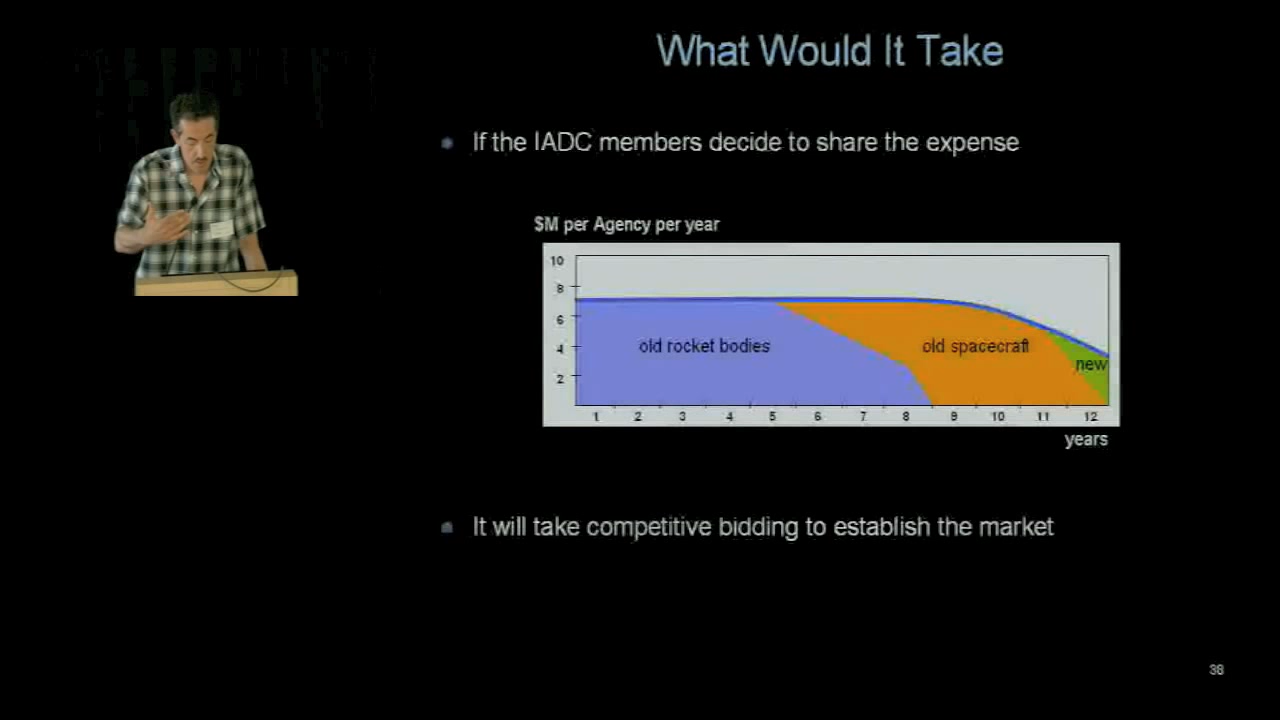 What Would It Take
If the IADC members decide to share the expense
$M per Agency per year
10
8
6
4
2
old rocket bodies
old spacecraft
new
1 2 3 4 5 6 7 8 9 10 11 12
years
It will take competitive bidding to establish the market
38